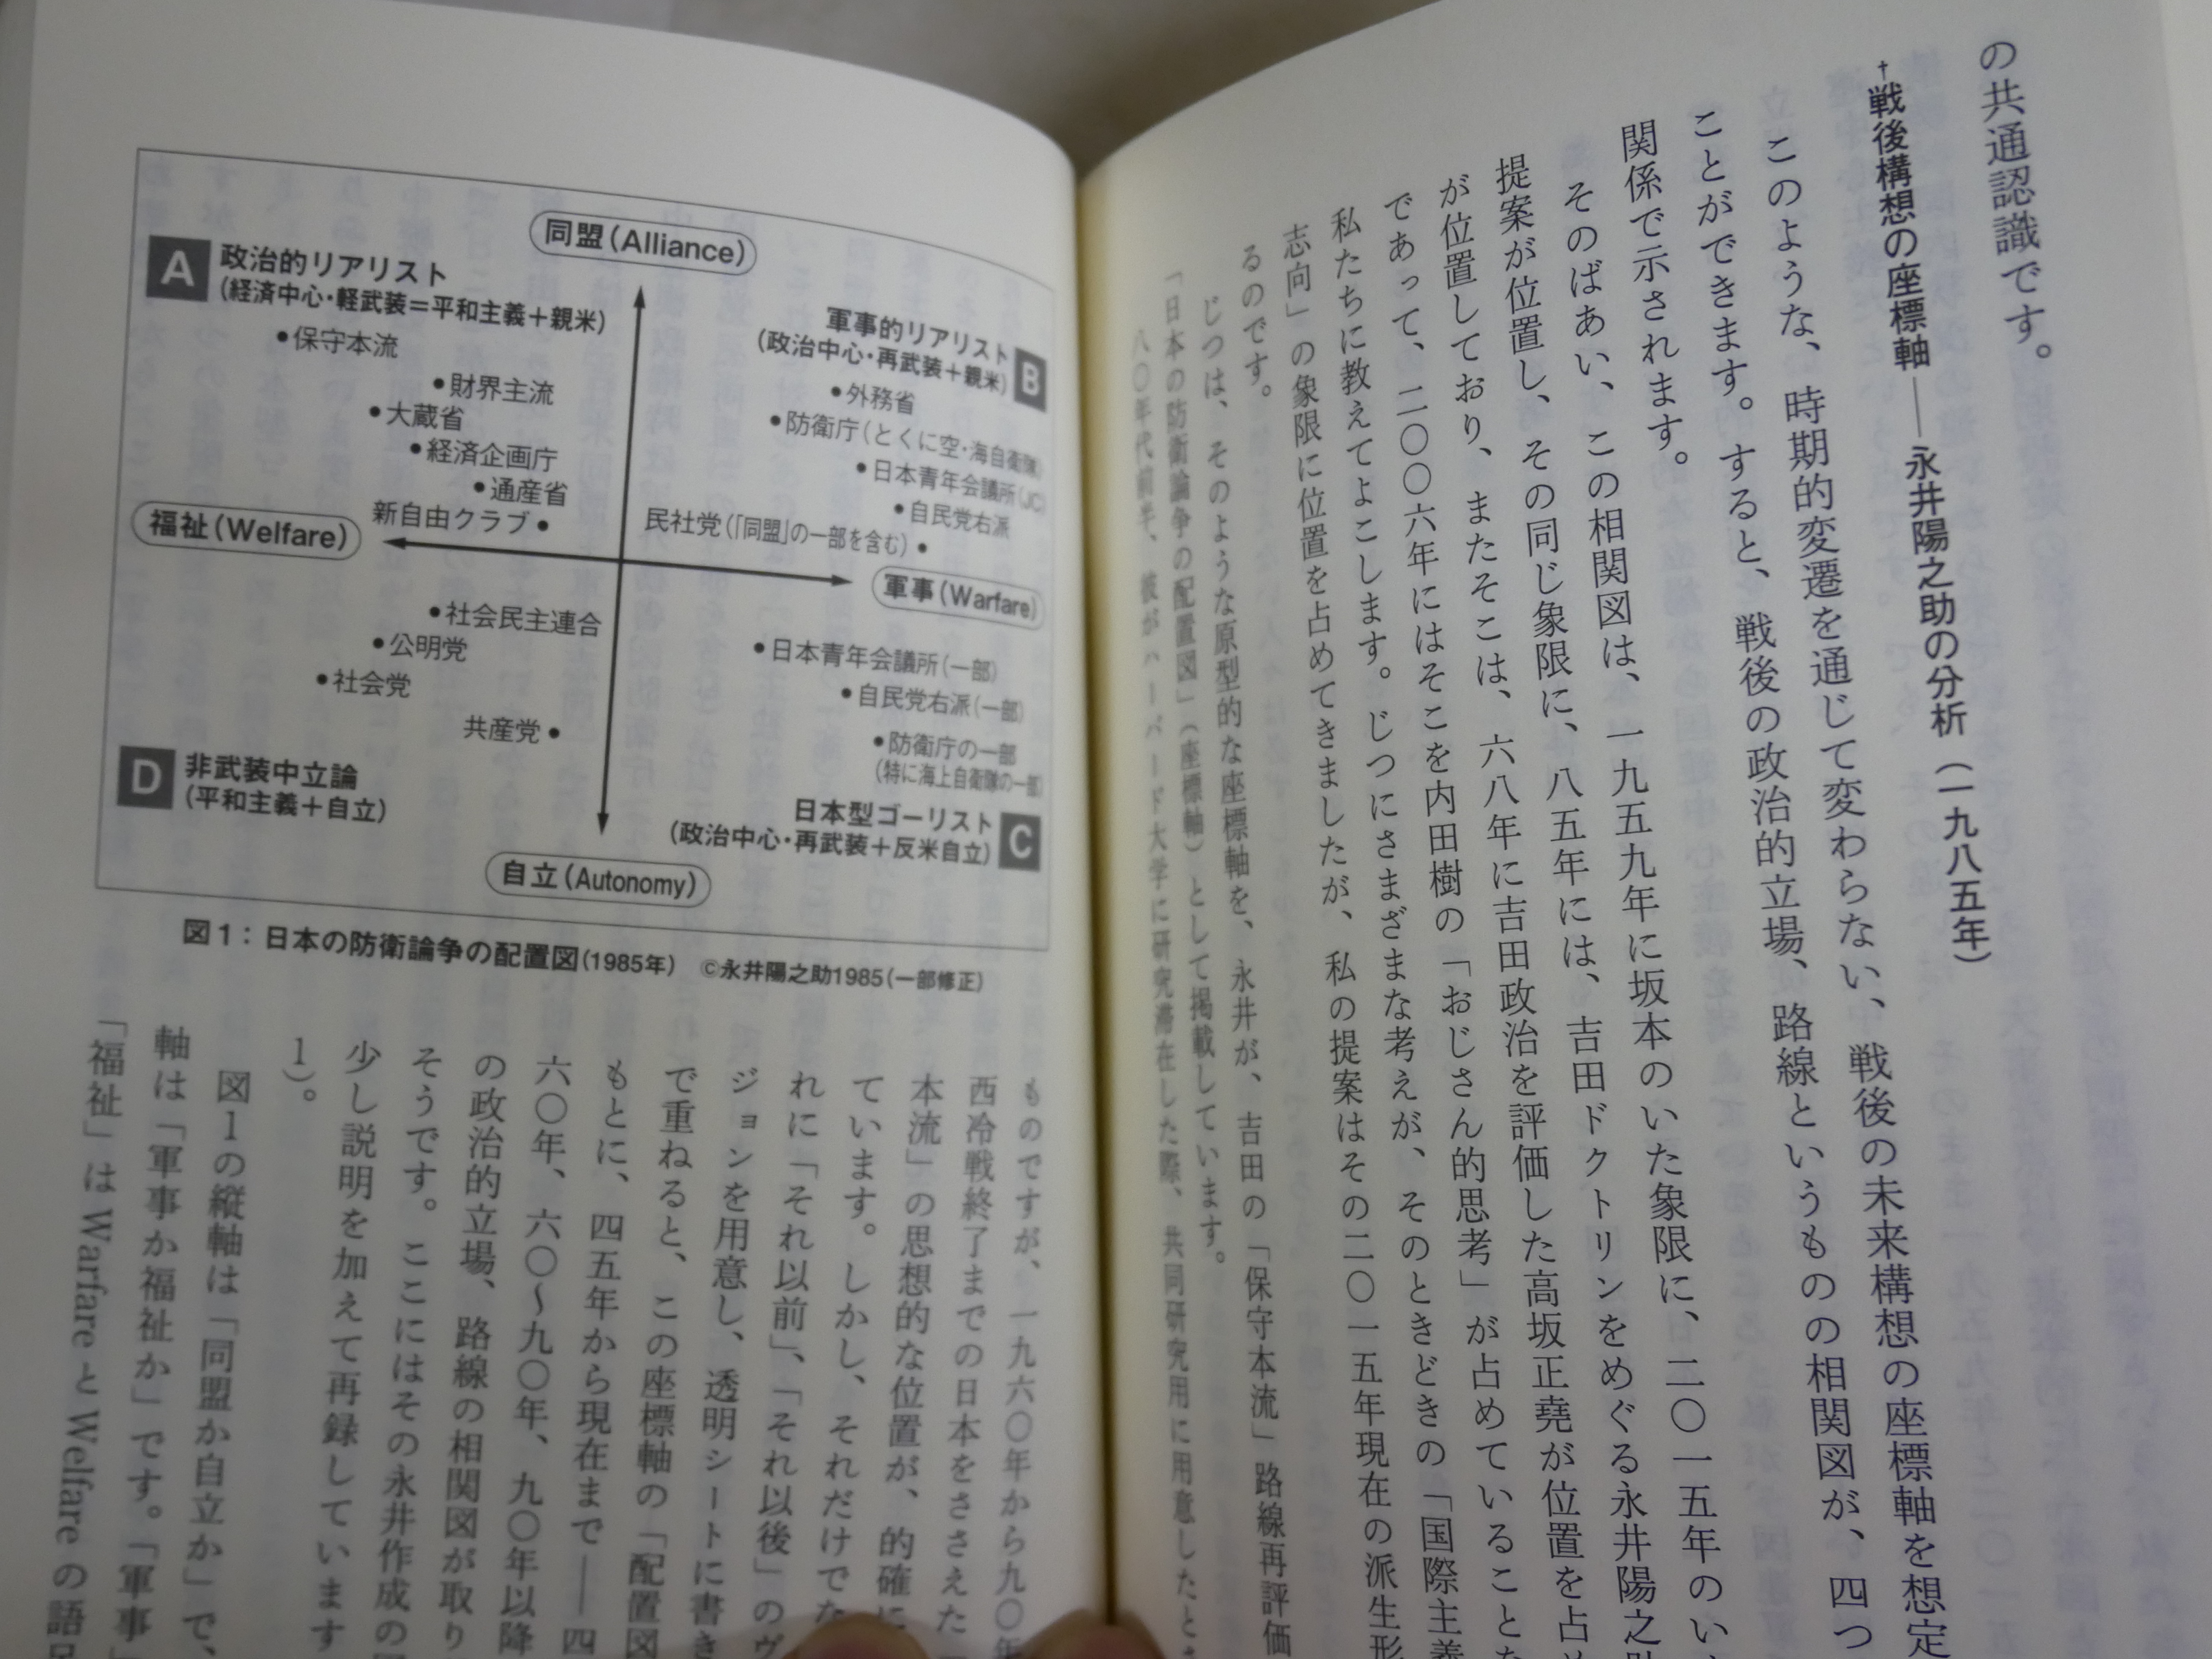 の共通認識です。
†戦後構想の座標軸――永井陽之助の分析（一九八五年）
このような、時期的変遷を通じて変わらない、戦後の未来構想の座標軸を想定
ことができます。すると、戦後の政治的立場、路線というものの相関図が、四つ
関係で示されます。
そのばあい、この相関図は、一九五九年に坂本のいた象限に、二〇一五年のい
提案が位置し、その同じ象限に、八五年には、吉田ドクトリンをめぐる永井陽之助
が位置しており、またそこは、六八年に吉田政治を評価した高坂正堯が位置を占め
であって、二〇〇六年にはそこを内田樹の「おじさん的思考」が占めていることな
私たちに教えてよこします。じつにさまざまな考えが、そのときどきの「国際主義
志向」の象限に位置を占めてきましたが、私の提案はその二〇一五年現在の派生形
るのです。
じつは、そのような原型的な座標軸を、永井が、吉田の「保守本流」路線再評価
「日本の防衛論争の配置図」（座標軸）として掲載しています。
八〇年代前半、彼がハーバード大学に研究滞在した際、共同研究用に用意したと
同盟（Alliance）
A 政治的リアリスト
（経済中心・軽武装＝平和主義＋親米）
•保守本流
•財界主流
•大蔵省
•経済企画庁
•通産省
新自由クラブ•
軍事的リアリスト B
（政治中心・再武装＋親米）
•外務省
•防衛庁（とくに空・海自衛隊）
•日本青年会議所（JC）
•自民党右派
民社党（「同盟」の一部を含む）•
福祉（Welfare）
軍事（Warfare）
•社会民主連合
•公明党
•社会党
共産党•
D 非武装中立論
（平和主義＋自立）
•日本青年会議所（一部）
•自民党右派（一部）
•防衛庁の一部
（特に海上自衛隊の一部）
日本型ゴーリスト C
（政治中心・再武装＋反米自立）
自立（Autonomy）
図1：日本の防衛論争の配置図（1985年） ©永井陽之助1985（一部修正）
ものですが、一九六〇年から九〇年
西冷戦終了までの日本をささえた
本流」の思想的な位置が、的確に
ています。しかし、それだけでな
れに「それ以前」、「それ以後」のヴ
ジョンを用意し、透明シートに書き
で重ねると、この座標軸の「配置図
もとに、四五年から現在まで――四
六〇年、六〇〜九〇年、九〇年以降
の政治的立場、路線の相関図が取り
そうです。ここにはその永井作成の
少し説明を加えて再録しています
1）。
図1の縦軸は「同盟か自立か」で、
軸は「軍事か福祉か」です。「軍事」
「福祉」は Warfare と Welfare の語